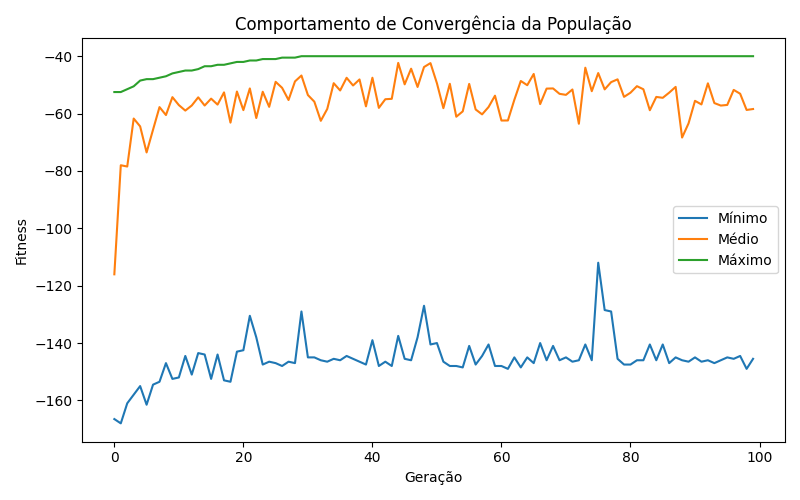 Comportamento de Convergência da População
Fitness
−40
−60
−80
−100
−120
−140
−160
Mínimo
Médio
Máximo
0 20 40 60 80 100
Geração